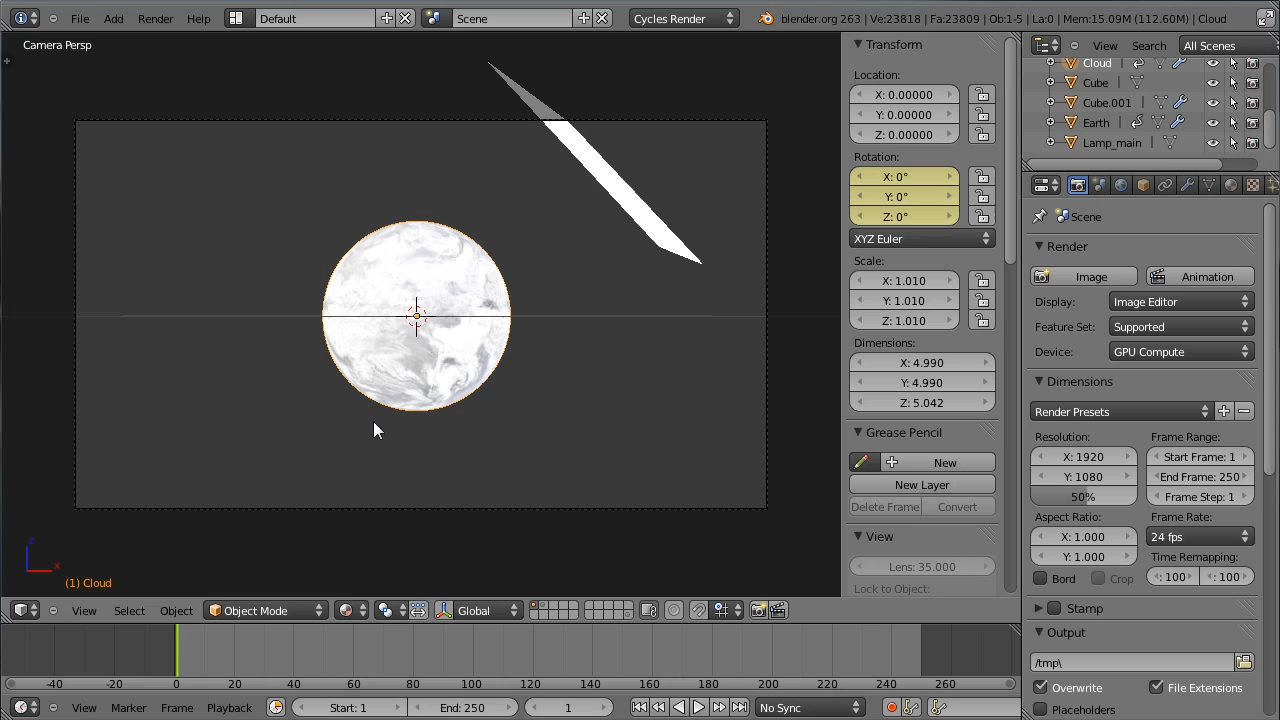 File Add Render Help Default Scene Cycles Render blender.org 263 | Ve:23818 | Fa:23809 | Ob:1-5 | La:0 | Mem:15.09M (112.60M) | Cloud
Camera Persp
(1) Cloud
View Select Object Object Mode Global
Transform
Location:
X: 0.00000
Y: 0.00000
Z: 0.00000
Rotation:
X: 0°
Y: 0°
Z: 0°
XYZ Euler
Scale:
X: 1.010
Y: 1.010
Z: 1.010
Dimensions:
X: 4.990
Y: 4.990
Z: 5.042
Grease Pencil
New
New Layer
Delete Frame Convert
View
Lens: 35.000
Lock to Object:
View Search All Scenes
Cloud
Cube
Cube.001
Earth
Lamp_main
Scene
Render
Image Animation
Display: Image Editor
Feature Set: Supported
Device: GPU Compute
Dimensions
Render Presets
Resolution: Frame Range:
X: 1920 Start Frame: 1
Y: 1080 End Frame: 250
50% Frame Step: 1
Aspect Ratio: Frame Rate:
X: 1.000 24 fps
Y: 1.000 Time Remapping:
Bord Crop : 100 : 100
Stamp
Output
/tmp\
Overwrite File Extensions
Placeholders
-40 -20 0 20 40 60 80 100 120 140 160 180 200 220 240 260
View Marker Frame Playback Start: 1 End: 250 1 No Sync
z
x